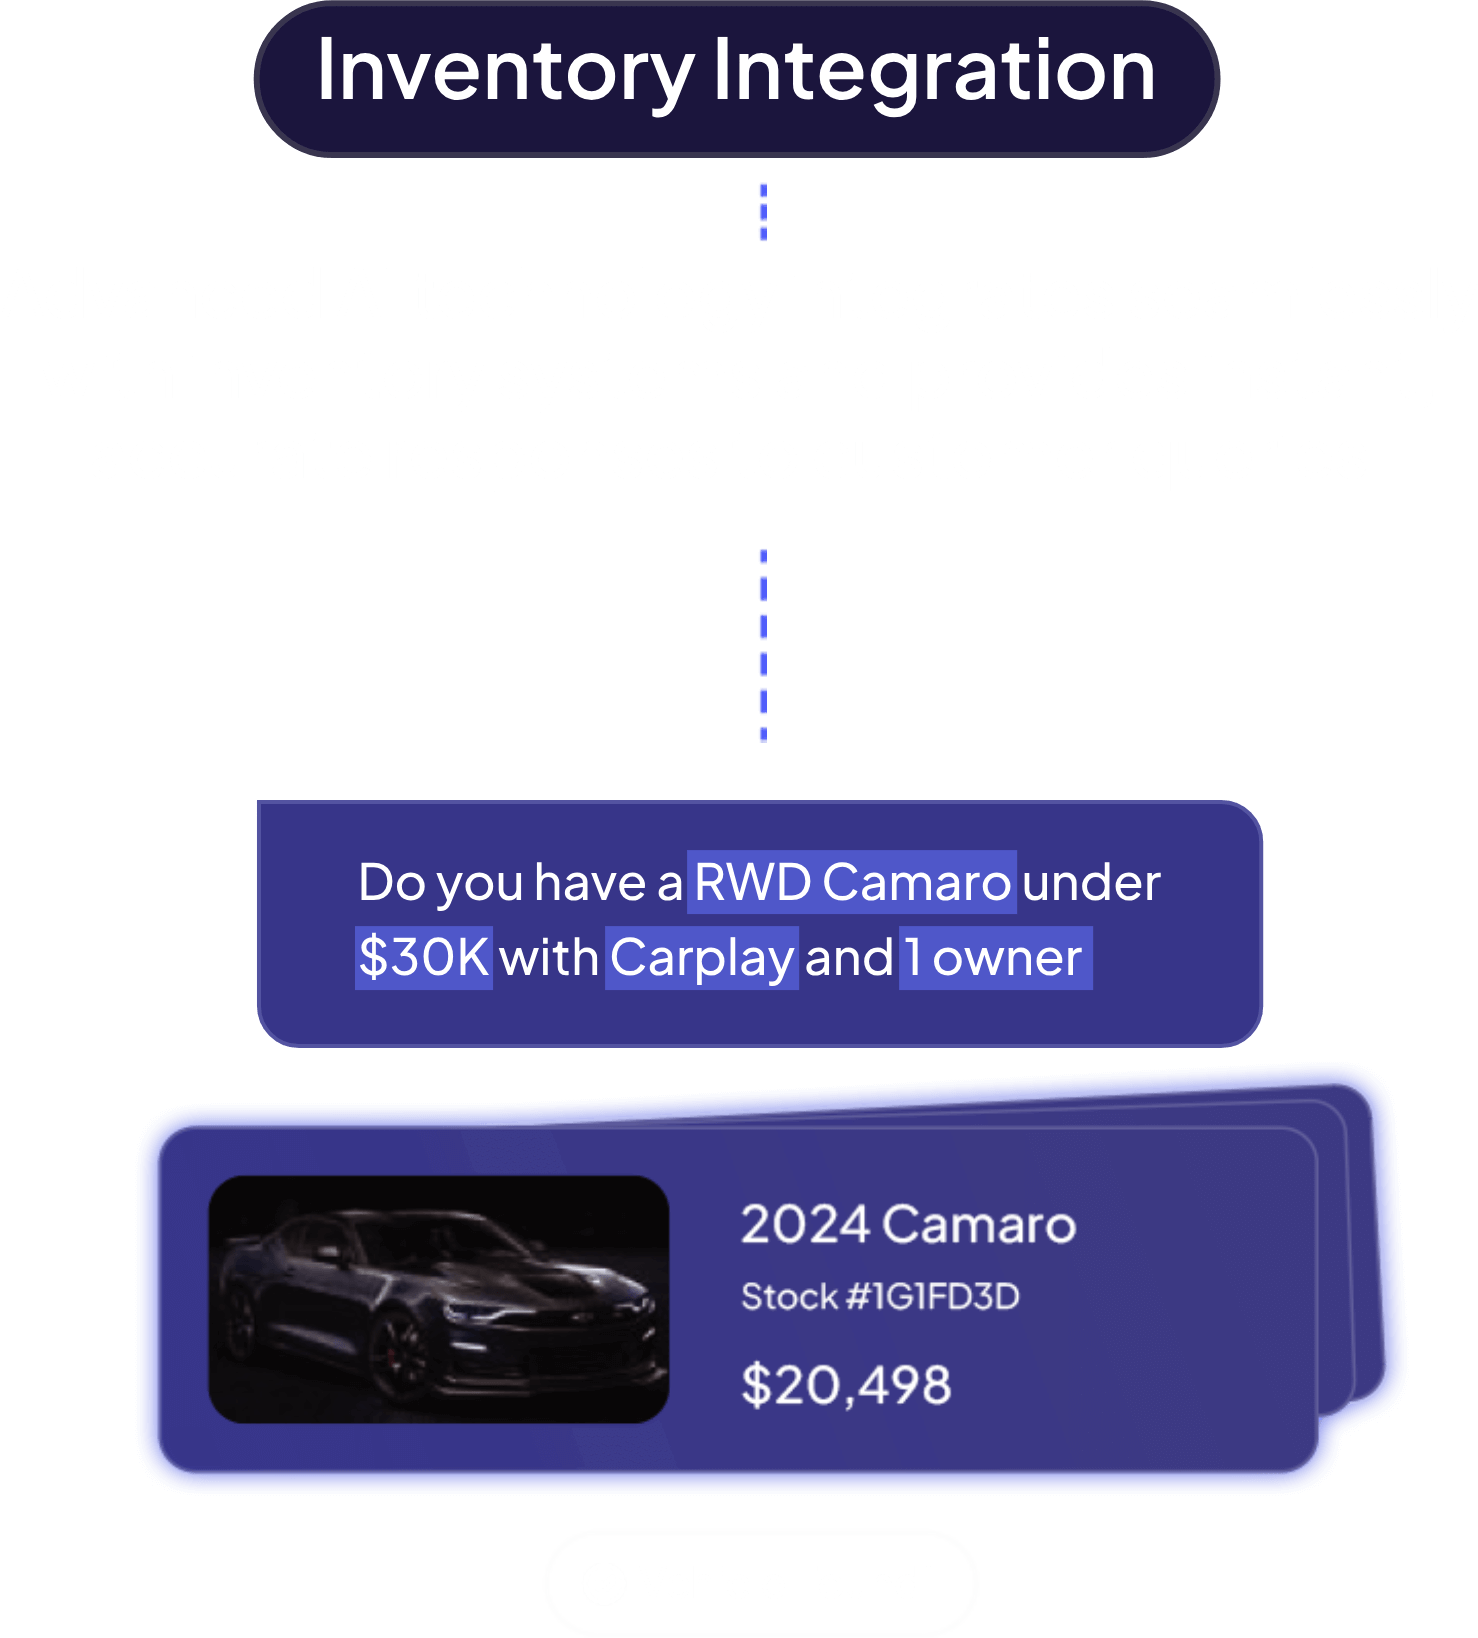 Inventory Integration
Do you have a RWD Camaro under
$30K with Carplay and 1 owner
2024 Camaro
Stock #1G1FD3D
$20,498